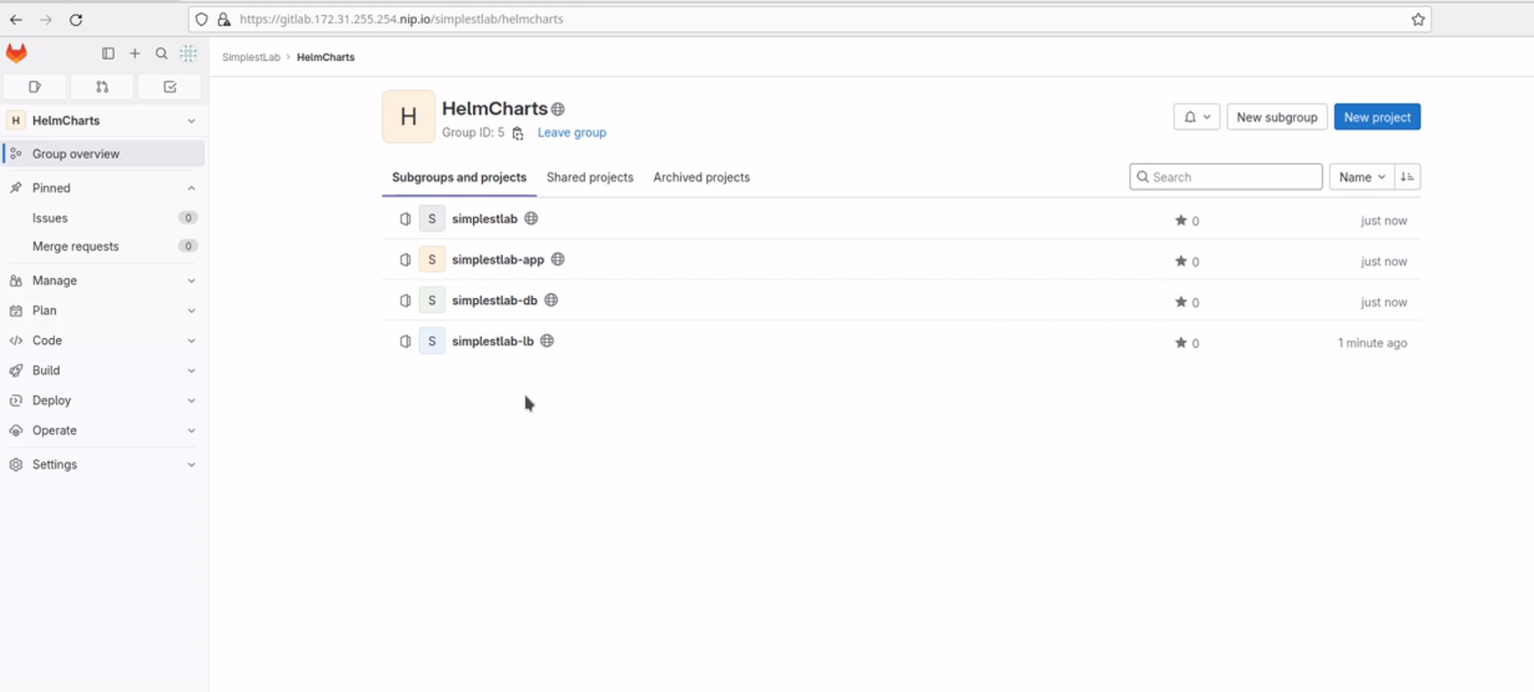 https://gitlab.172.31.255.254.nip.io/simplestlab/helmcharts
SimplestLab › HelmCharts
H HelmCharts
Group overview
Pinned
Issues 0
Merge requests 0
Manage
Plan
Code
Build
Deploy
Operate
Settings
H
HelmCharts
Group ID: 5 Leave group
New subgroup New project
Subgroups and projects Shared projects Archived projects Search Name
S simplestlab 0 just now
S simplestlab-app 0 just now
S simplestlab-db 0 just now
S simplestlab-lb 0 1 minute ago